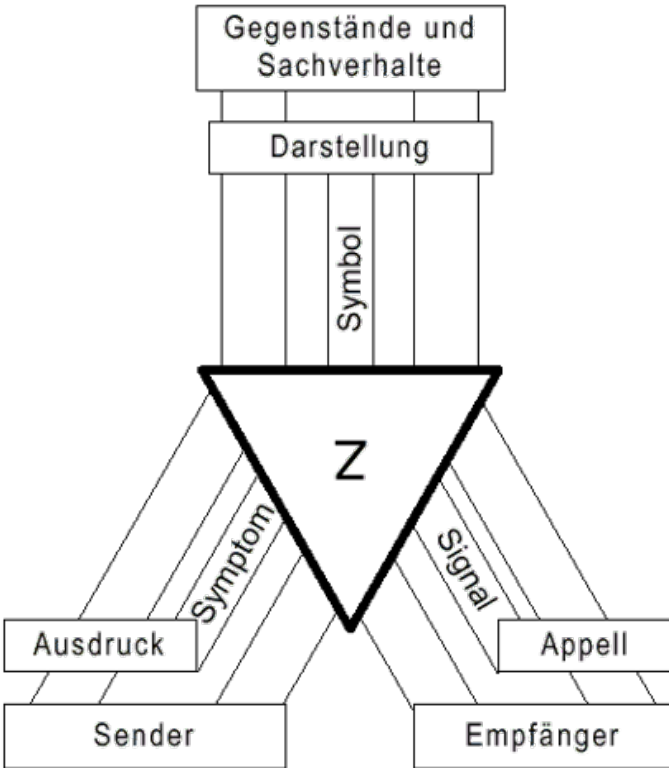 Gegenstände und
Sachverhalte
Darstellung
Symbol
Z
Symptom
Signal
Ausdruck
Appell
Sender
Empfänger